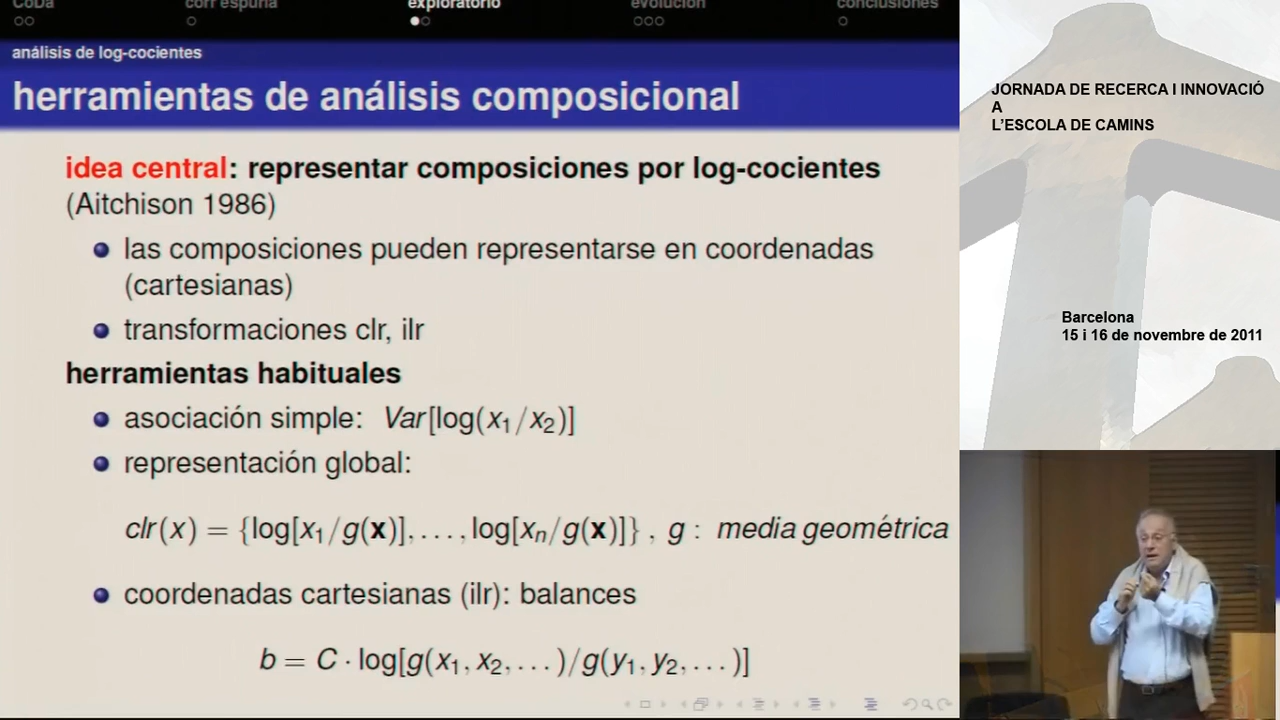 CoDa corr espuria exploratorio evolución conclusiones
análisis de log-cocientes
herramientas de análisis composicional
idea central: representar composiciones por log-cocientes
(Aitchison 1986)
las composiciones pueden representarse en coordenadas
(cartesianas)
transformaciones clr, ilr
herramientas habituales
asociación simple: Var[log(x₁/x₂)]
representación global:
clr(x) = {log[x₁/g(𝐱)], . . . , log[xₙ/g(𝐱)]} , g : media geométrica
coordenadas cartesianas (ilr): balances
b = C · log[g(x₁, x₂, . . . )/g(y₁, y₂, . . . )]
JORNADA DE RECERCA I INNOVACIÓ
A
L'ESCOLA DE CAMINS
Barcelona
15 i 16 de novembre de 2011